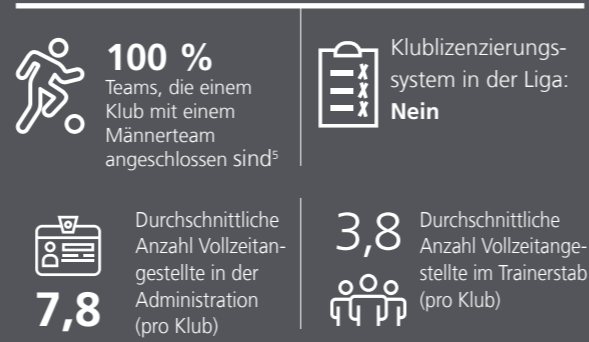 100 %
Teams, die einem
Klub mit einem
Männerteam
angeschlossen sind⁵
Klublizenzierungs-
system in der Liga:
Nein
7,8
Durchschnittliche
Anzahl Vollzeitan-
gestellte in der
Administration
(pro Klub)
3,8
Durchschnittliche
Anzahl Vollzeitange-
stellte im Trainerstab
(pro Klub)